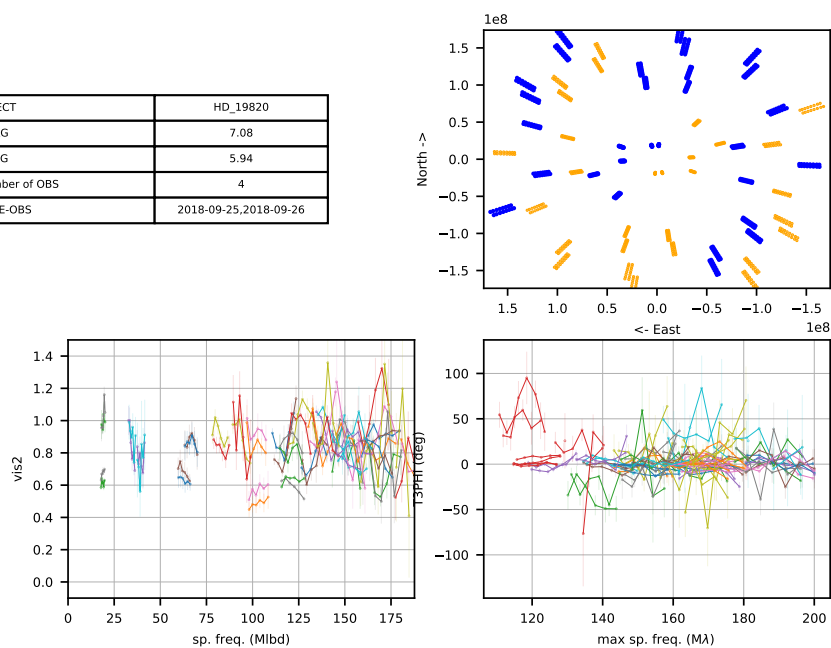 ECT HD_19820
G 7.08
G 5.94
ber of OBS 4
E-OBS 2018-09-25,2018-09-26
1e8
1.5
1.0
0.5
0.0
−0.5
−1.0
−1.5
North ->
1.5 1.0 0.5 0.0 −0.5 −1.0 −1.5
<- East 1e8
1.4
1.2
1.0
0.8
0.6
0.4
0.2
0.0
vis2
0 25 50 75 100 125 150 175
sp. freq. (Mlbd)
100
50
0
−50
−100
T3PHI (deg)
120 140 160 180 200
max sp. freq. (Mλ)